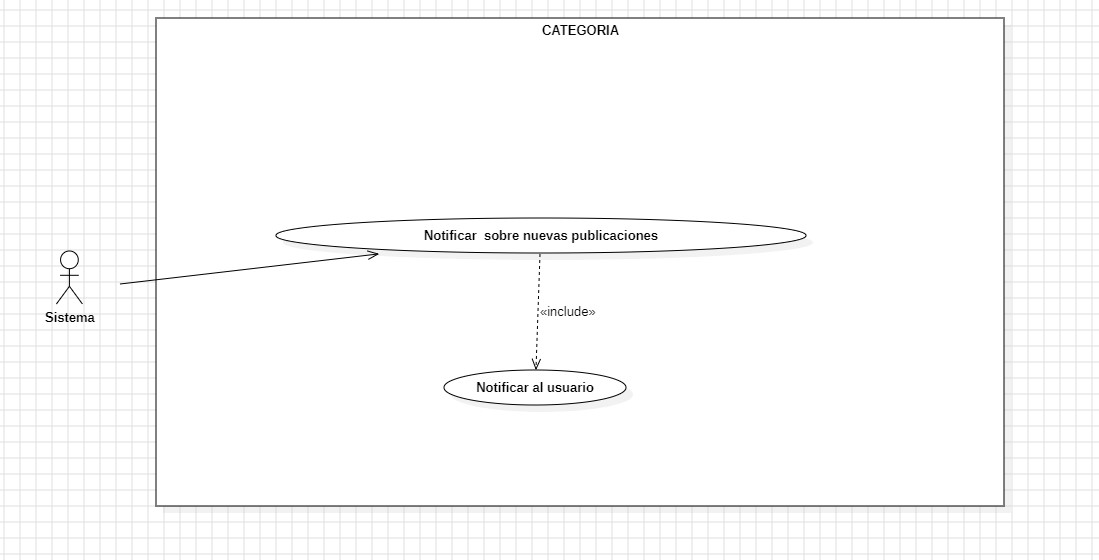 CATEGORIA
Notificar  sobre nuevas publicaciones
Sistema
«include»
Notificar al usuario